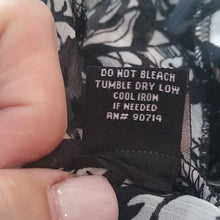 DO NOT BLEACH
TUMBLE DRY LOW
COOL IRON
IF NEEDED
RN# 90714